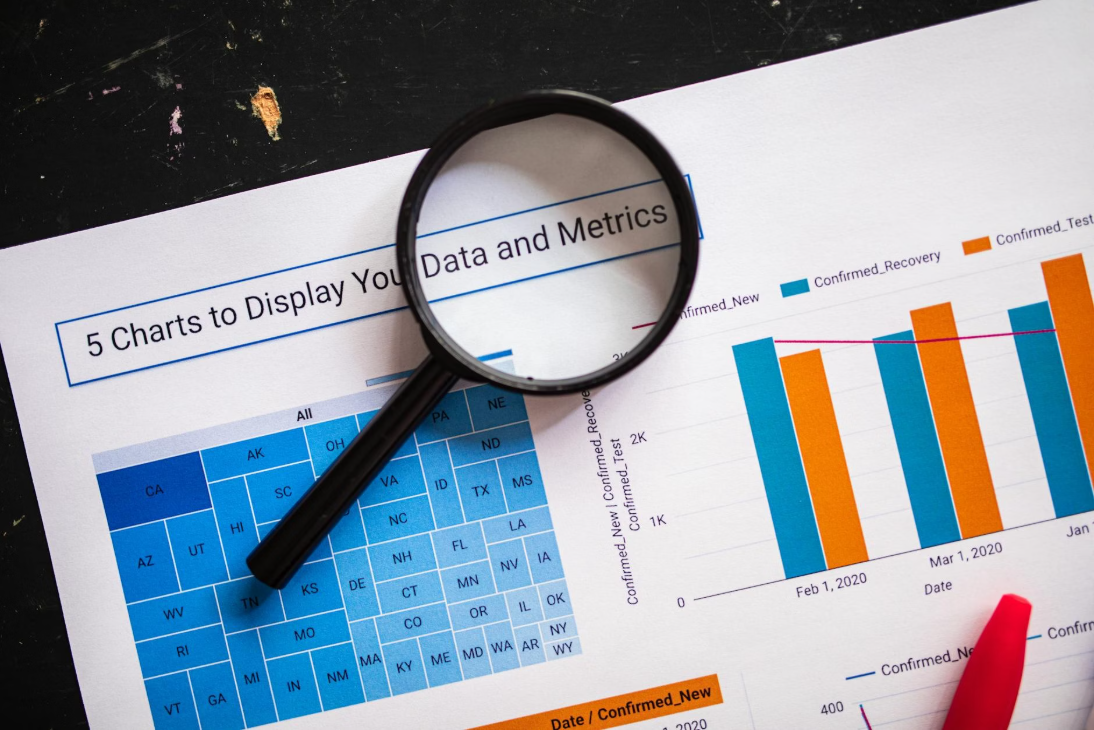 5 Charts to Display You Data and Metrics
All
CA
AK
OH
PA
NE
ND
AZ
UT
HI
SC
VA
ID
TX
MS
NC
LA
WV
TN
KS
DE
NH
FL
NV
IA
RI
MO
CT
MN
CO
OR
IL
OK
VT
GA
MI
IN
NM
MA
KY
ME
MD
WA
AR
NY
WY
Confirmed_Recovery
Confirmed_Test
2K
1K
0
Confirmed_New | Confirmed_Recove
Confirmed_Test
Feb 1, 2020
Mar 1, 2020
Jan
Date
Date / Confirmed_New
400